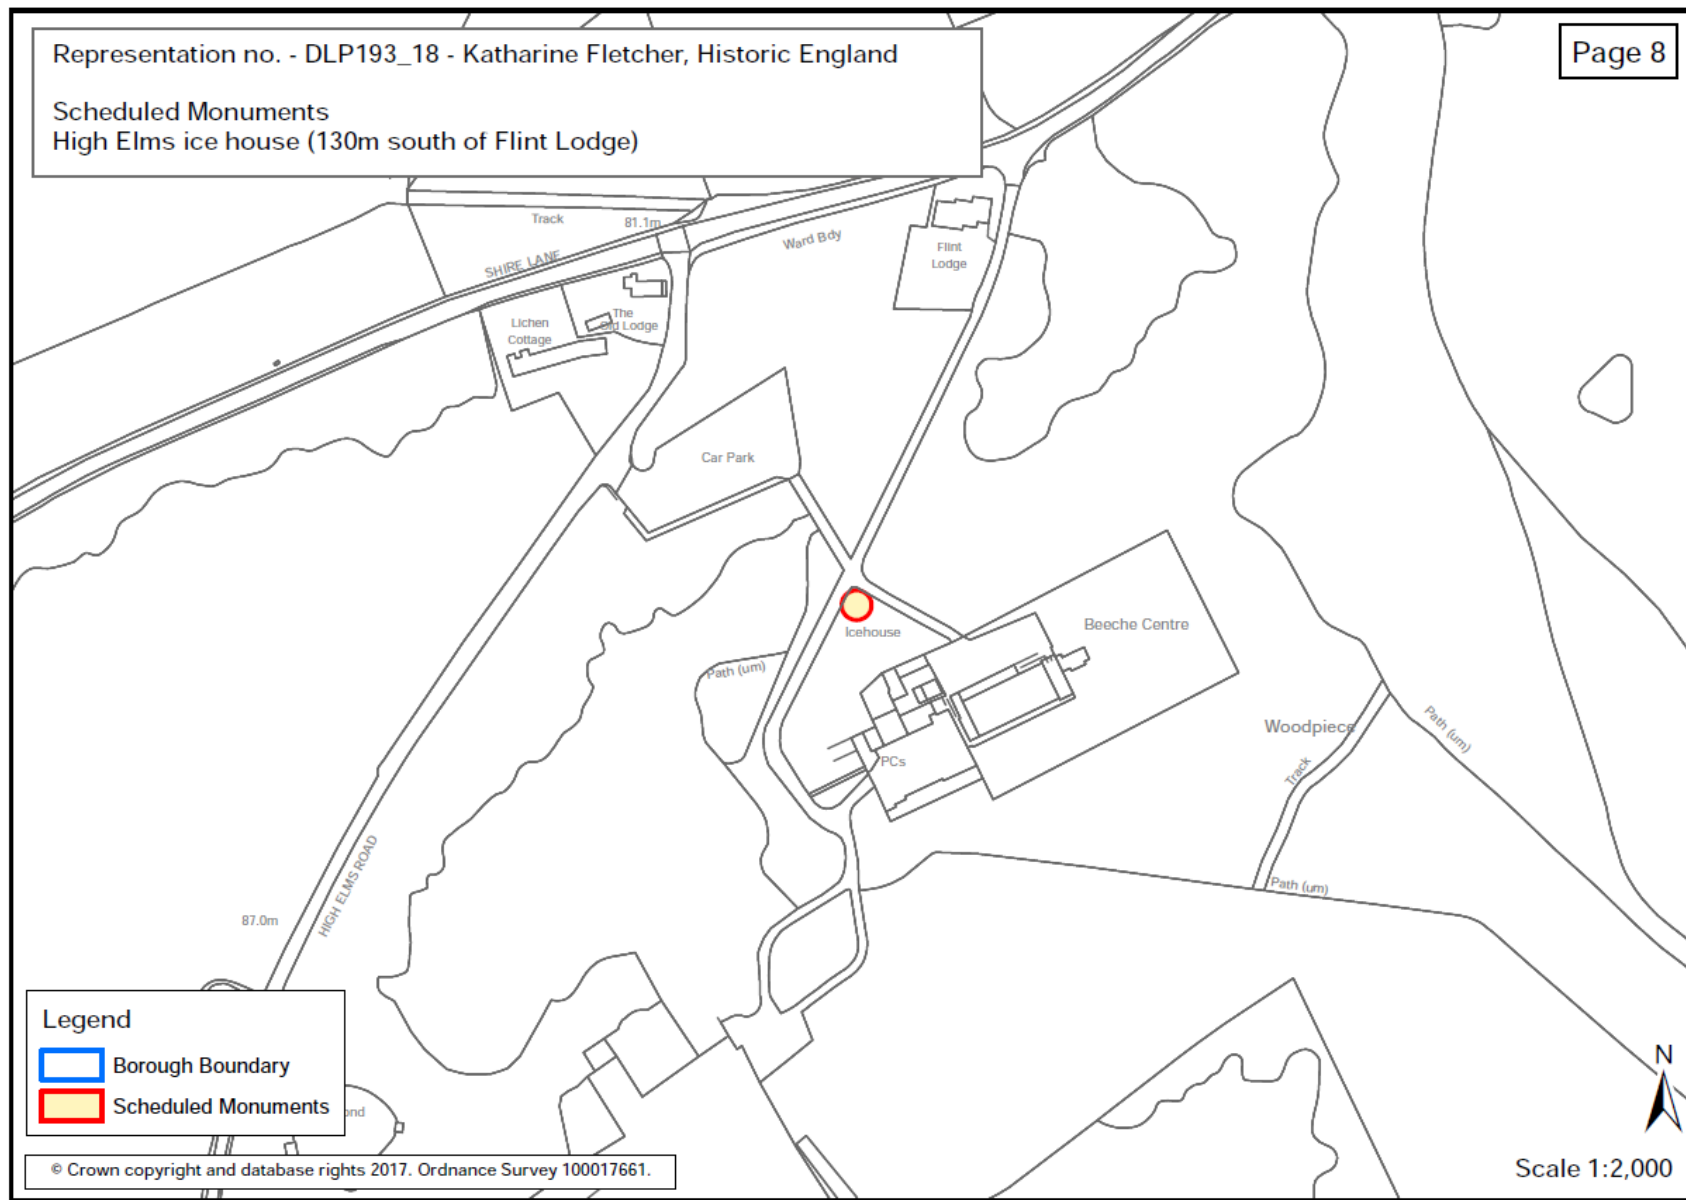 Representation no. - DLP193_18 - Katharine Fletcher, Historic England
Scheduled Monuments
High Elms ice house (130m south of Flint Lodge)
Page 8
Track
81.1m
Ward Bdy
SHIRE LANE
Flint
Lodge
Lichen
Cottage
The
Old Lodge
Car Park
Icehouse
Beeche Centre
Path (um)
Woodpiece
Path (um)
PCs
Track
HIGH ELMS ROAD
Path (um)
87.0m
Legend
Borough Boundary
Scheduled Monuments
ond
N
© Crown copyright and database rights 2017. Ordnance Survey 100017661.
Scale 1:2,000